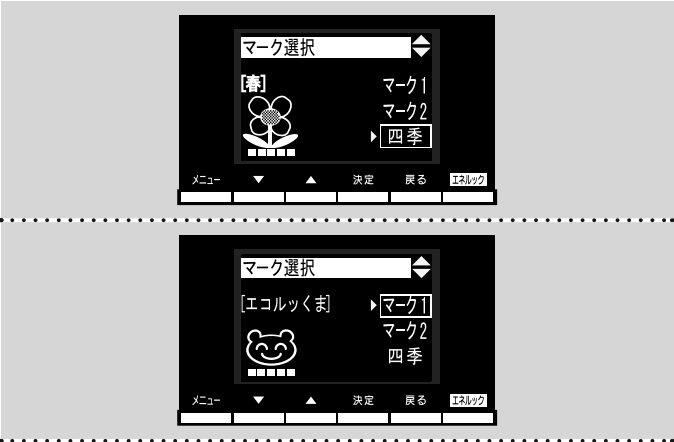 マーク選択
[春]
マーク1
マーク2
四季
メニュー ▼ ▲ 決定 戻る エネルック
マーク選択
[エコルッくま]
マーク1
マーク2
四季
メニュー ▼ ▲ 決定 戻る エネルック